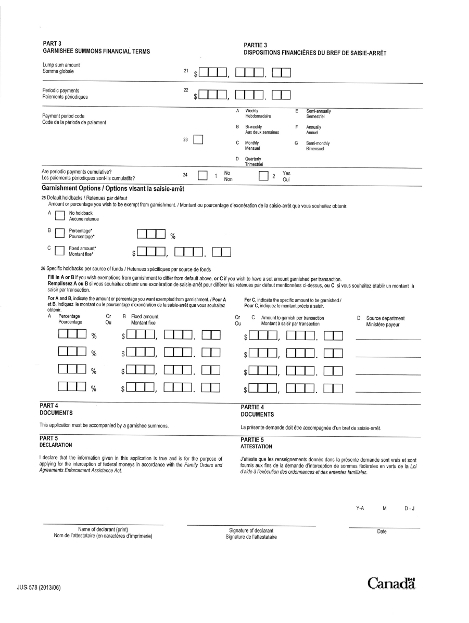 PART 3
GARNISHEE SUMMONS FINANCIAL TERMS
PARTIE 3
DISPOSITIONS FINANCIÈRES DU BREF DE SAISIE-ARRÊT
Lump sum amount
Somme globale
21 $ , .
Periodic payments
Paiements périodiques
22 $ , .
Payment period code
Code de la période de paiement
23
A Weekly
Hebdomadaire
B Bi-weekly
Aux deux semaines
C Monthly
Mensuel
D Quarterly
Trimestriel
E Semi-annually
Semestriel
F Annually
Annuel
G Semi-monthly
Bimensuel
Are periodic payments cumulative?
Les paiements périodiques sont-ils cumulatifs?
24 1 No
Non
2 Yes
Oui
Garnishment Options / Options visant la saisie-arrêt
25 Default holdbacks / Retenues par défaut
Amount or percentage you wish to be exempt from garnishment. / Montant ou pourcentage d'exonération de la saisie-arrêt que vous souhaitez obtenir.
A No holdback
Aucune retenue
B Percentage*
Pourcentage*
%
C Fixed amount*
Montant fixe*
$ , .
26 Specific holdbacks per source of funds / Retenues spécifiques par source de fonds
Fill in A or B if you wish exemptions from garnishment to differ from default above, or C if you wish to have a set amount garnished per transaction.
Remplissez A ou B si vous souhaitez obtenir une exonération de saisie-arrêt pour différer les retenues par défaut mentionnées ci-dessus, ou C, si vous souhaitez établir un montant à
saisir par transaction.
For A and B, indicate the amount or percentage you want exempted from garnishment. / Pour A
et B, indiquez le montant ou le pourcentage d'exonération de la saisie-arrêt que vous souhaitez
obtenir.
For C, indicate the specific amount to be garnished /
Pour C, indiquez le montant précis à saisir.
A Percentage
Pourcentage
Or
Ou
B Fixed amount
Montant fixe
Or
Ou
C Amount to garnish per transaction
Montant à saisir par transaction
D Source department
Ministère payeur
% $ , . $ , .
% $ , . $ , .
% $ , . $ , .
% $ , . $ , .
PART 4
DOCUMENTS
PARTIE 4
DOCUMENTS
This application must be accompanied by a garnishee summons.
La présente demande doit être accompagnée d'un bref de saisie-arrêt.
PART 5
DECLARATION
PARTIE 5
ATTESTATION
I declare that the information given in this application is true and is for the purpose of
applying for the interception of federal moneys in accordance with the Family Orders and
Agreements Enforcement Assistance Act.
J'atteste que les renseignements donnés dans la présente demande sont vrais et sont
fournis aux fins de la demande d'interception de sommes fédérales en vertu de la Loi
d'aide à l'exécution des ordonnances et des ententes familiales.
Y-A M D - J
Name of declarant (print)
Nom de l'attestataire (en caractères d'imprimerie)
Signature of declarant
Signature de l'attestataire
Date
JUS 578 (2013/06)
Canada